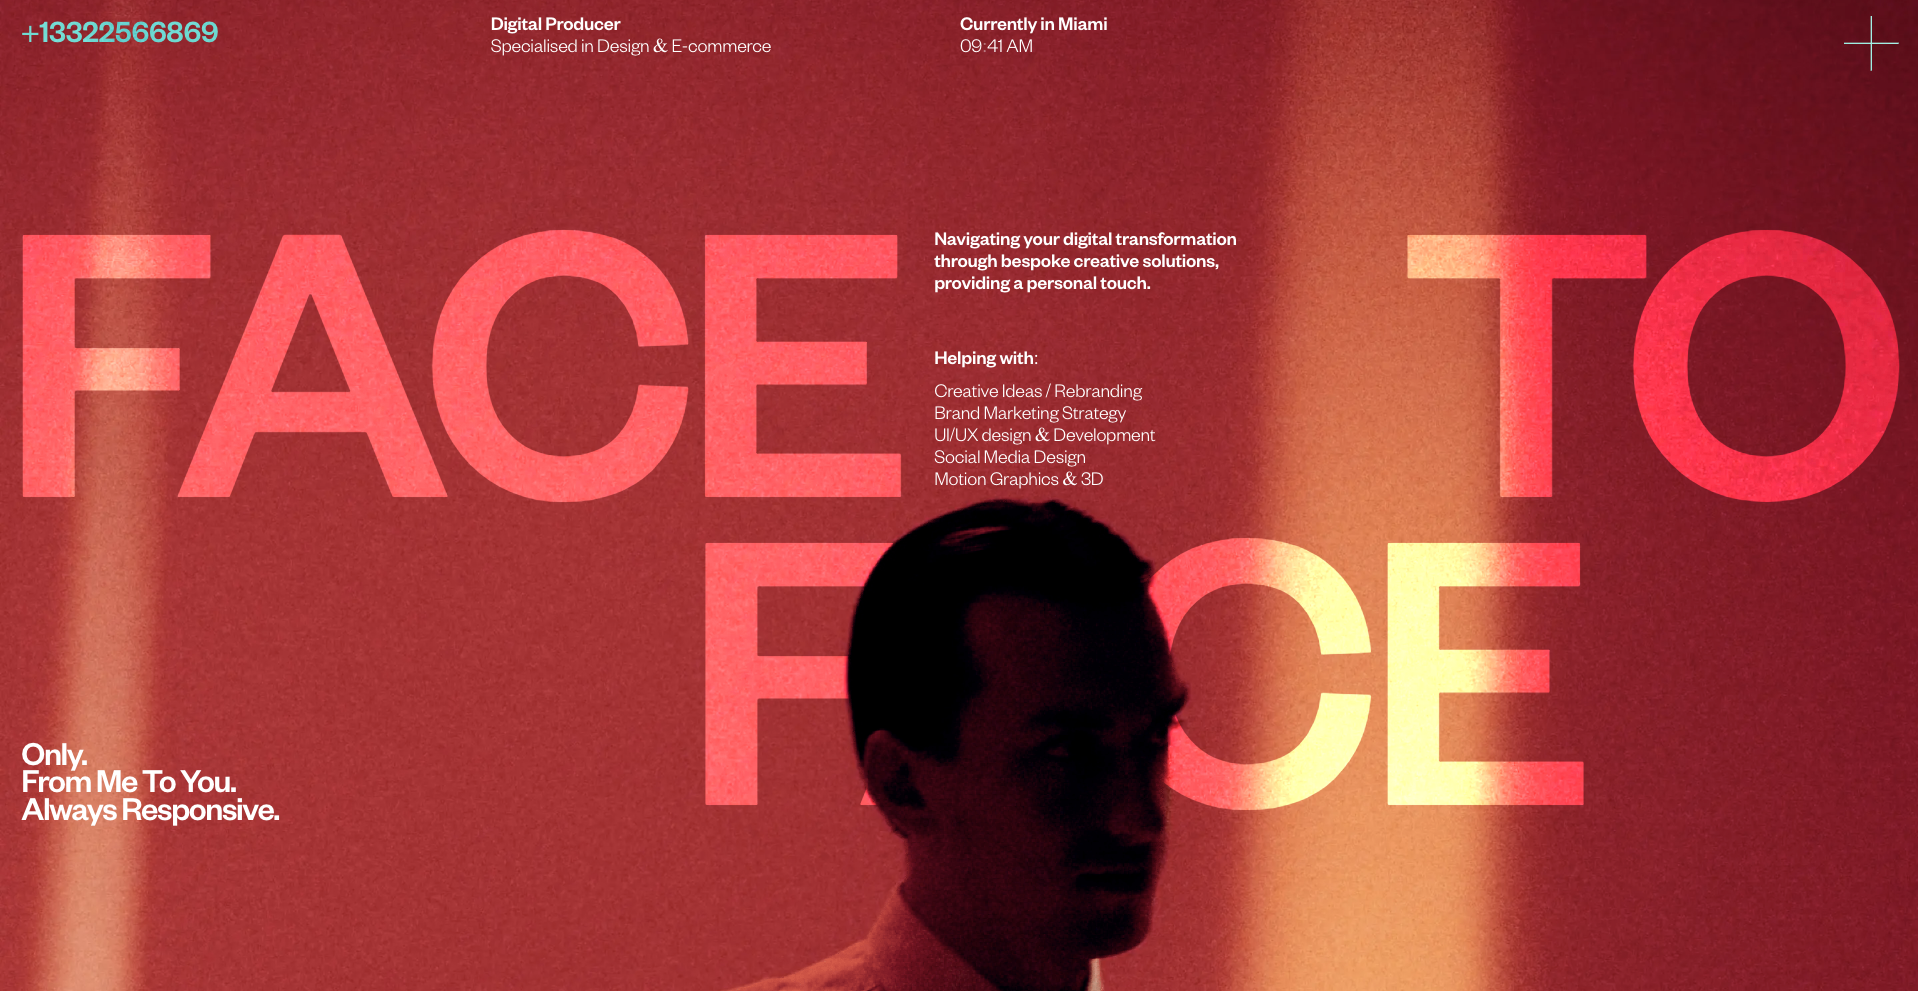 +13322566869
Digital Producer
Specialised in Design & E-commerce
Currently in Miami
09:41 AM
FACE TO
Navigating your digital transformation
through bespoke creative solutions,
providing a personal touch.
Helping with:
Creative Ideas / Rebranding
Brand Marketing Strategy
UI/UX design & Development
Social Media Design
Motion Graphics & 3D
FACE
Only.
From Me To You.
Always Responsive.